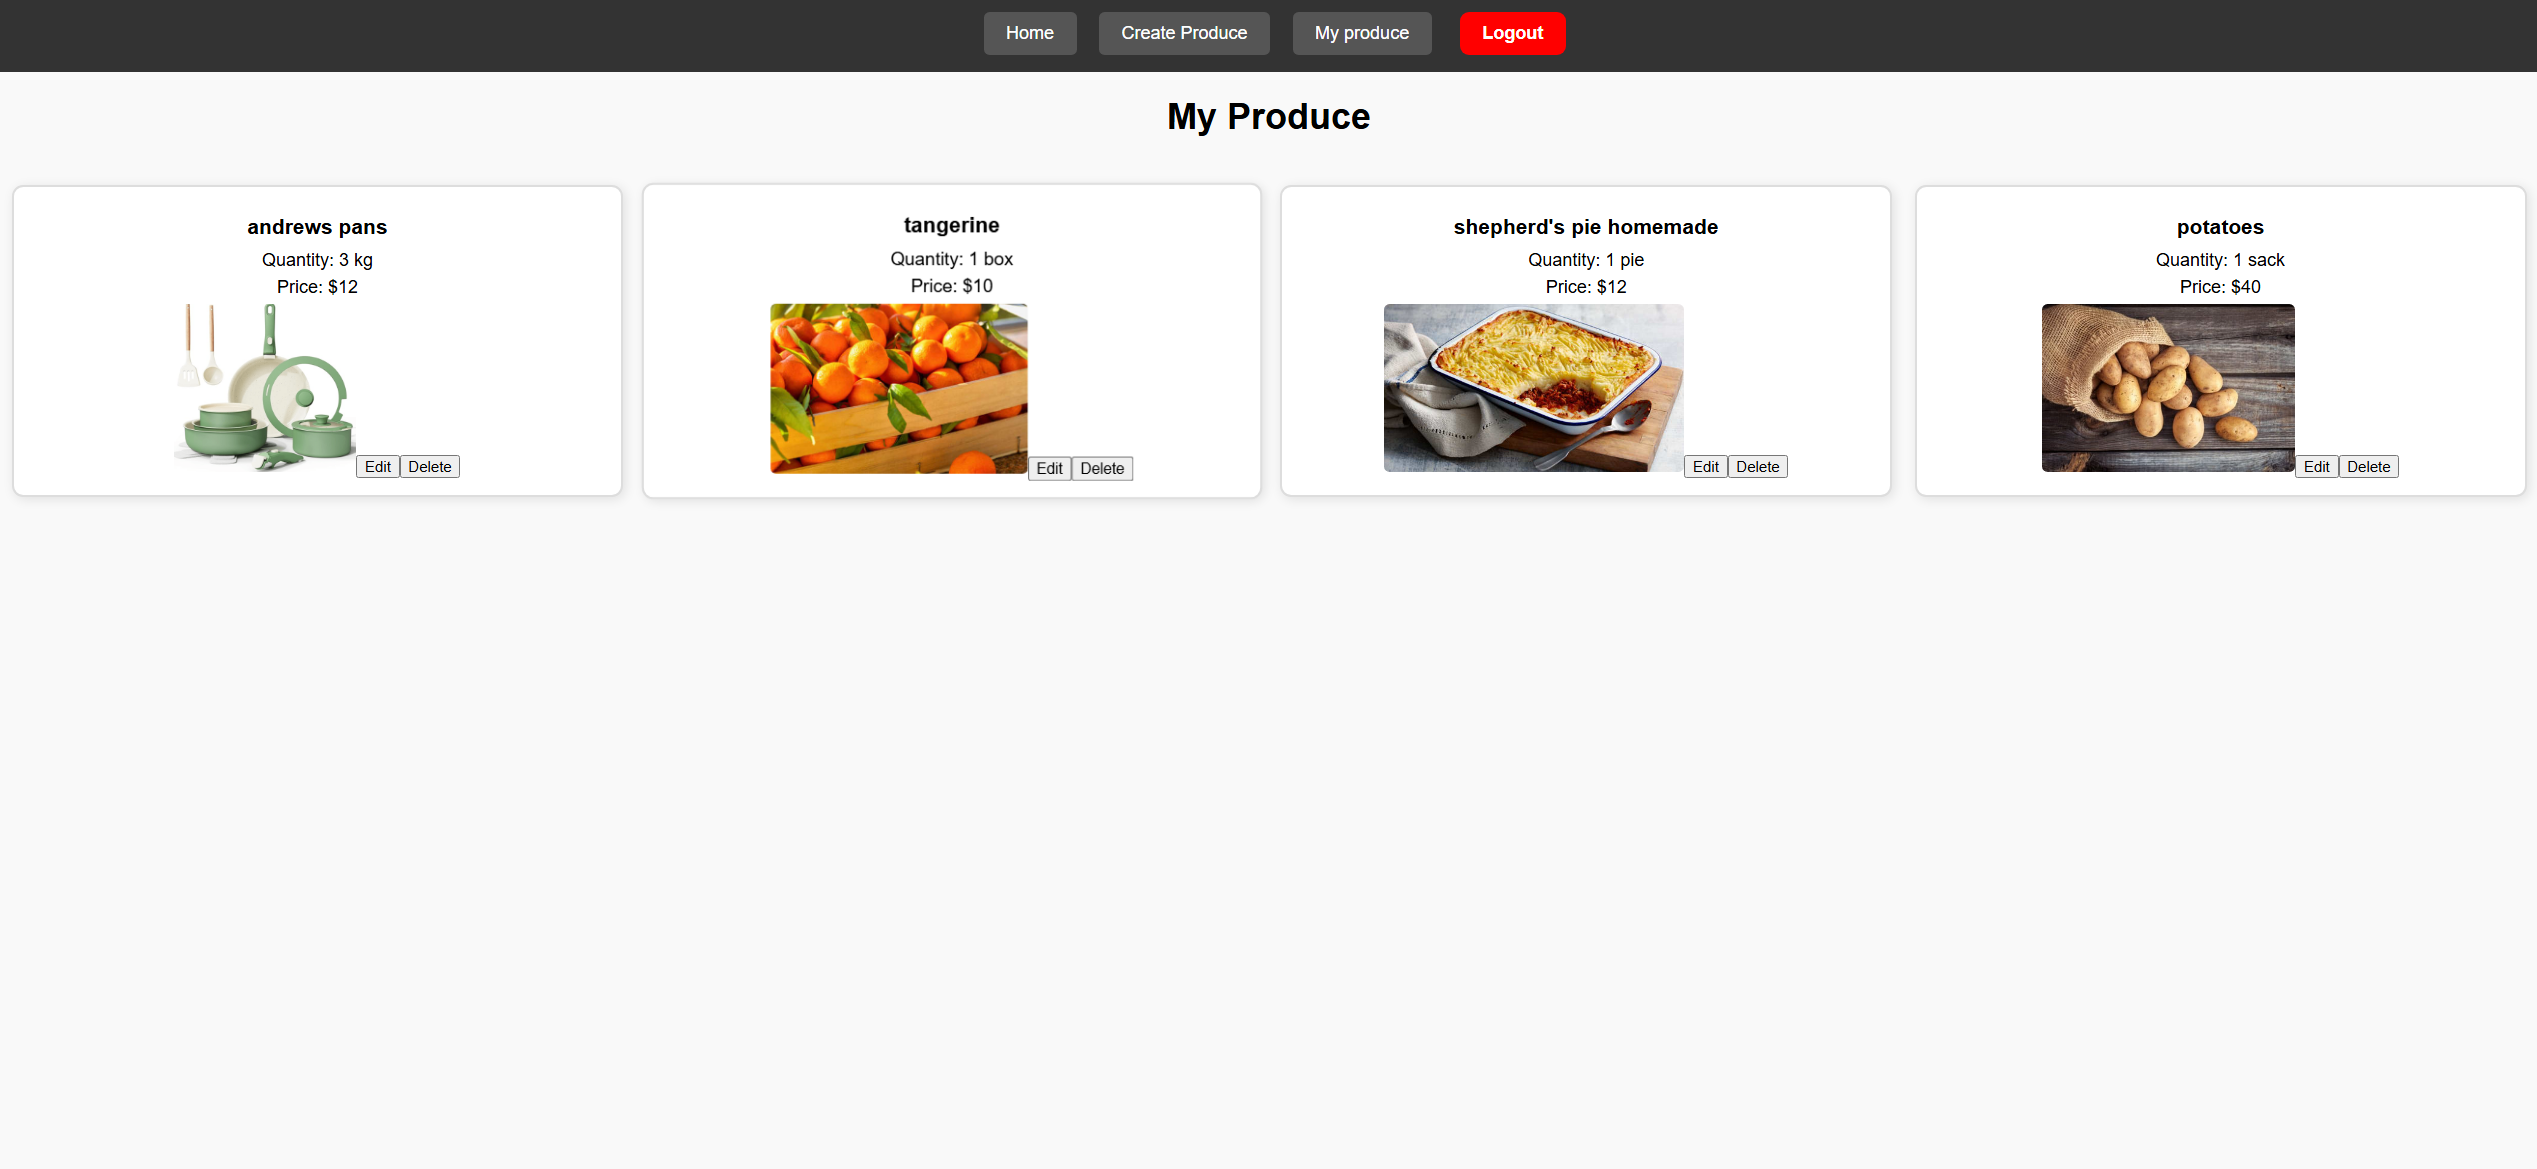 Home Create Produce My produce Logout
My Produce
andrews pans
Quantity: 3 kg
Price: $12
Edit Delete
tangerine
Quantity: 1 box
Price: $10
Edit Delete
shepherd's pie homemade
Quantity: 1 pie
Price: $12
Edit Delete
potatoes
Quantity: 1 sack
Price: $40
Edit Delete